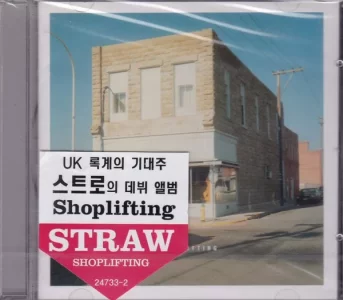 UK 록계의 기대주
스트로의 데뷔 앨범
Shoplifting
STRAW
SHOPLIFTING
24733-2